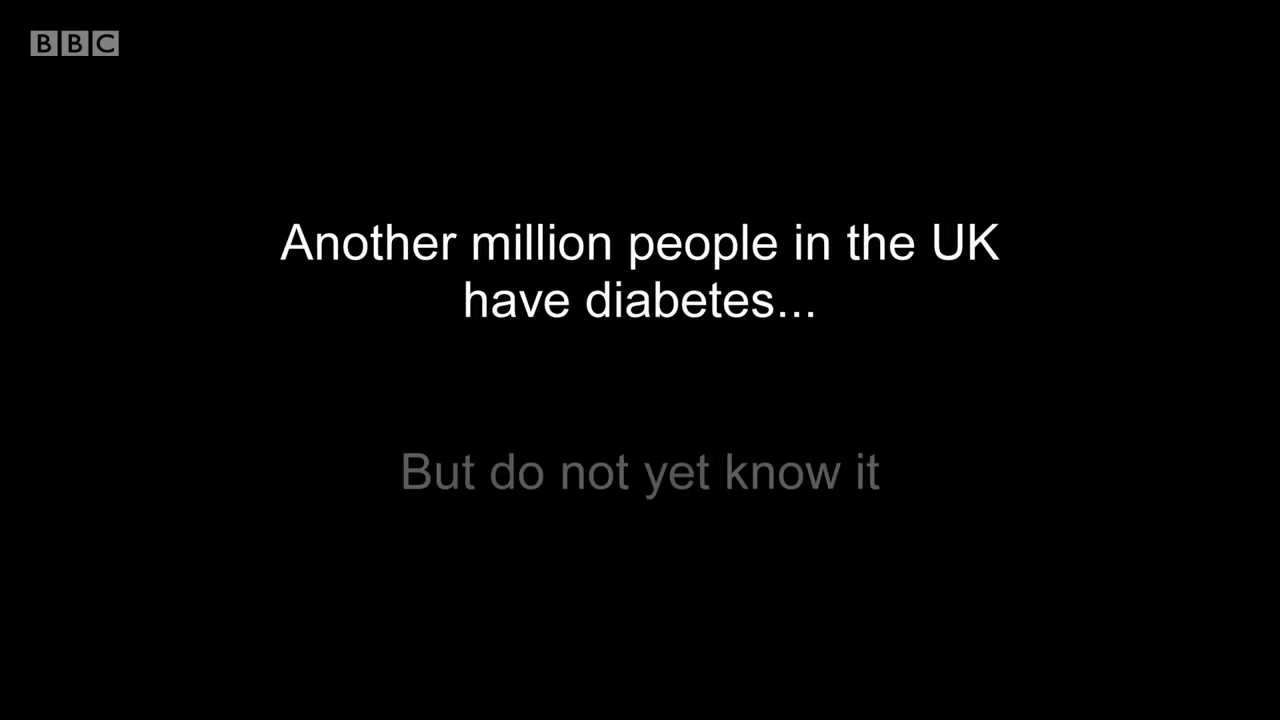 BBC
Another million people in the UK
have diabetes...
But do not yet know it